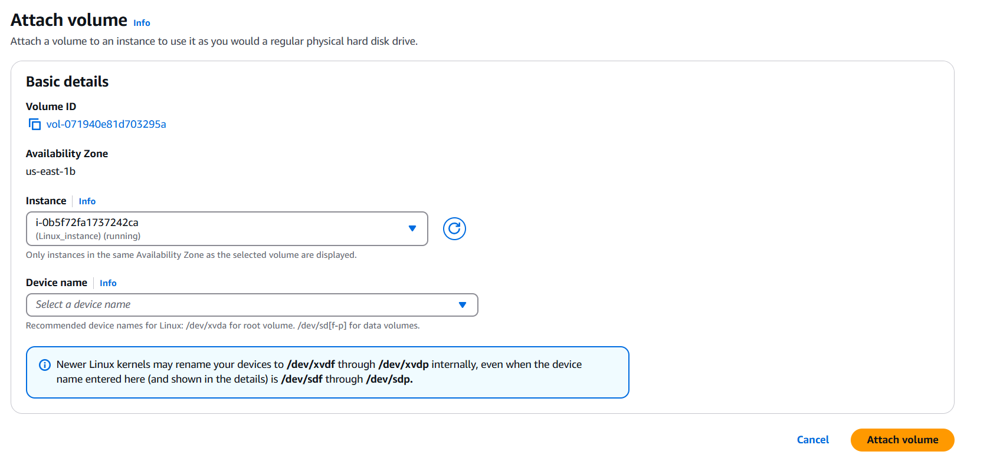 Attach volume Info
Attach a volume to an instance to use it as you would a regular physical hard disk drive.
Basic details
Volume ID
vol-071940e81d703295a
Availability Zone
us-east-1b
Instance Info
i-0b5f72fa1737242ca
(Linux_instance) (running)
Only instances in the same Availability Zone as the selected volume are displayed.
Device name Info
Select a device name
Recommended device names for Linux: /dev/xvda for root volume. /dev/sd[f-p] for data volumes.
Newer Linux kernels may rename your devices to /dev/xvdf through /dev/xvdp internally, even when the device
name entered here (and shown in the details) is /dev/sdf through /dev/sdp.
Cancel Attach volume